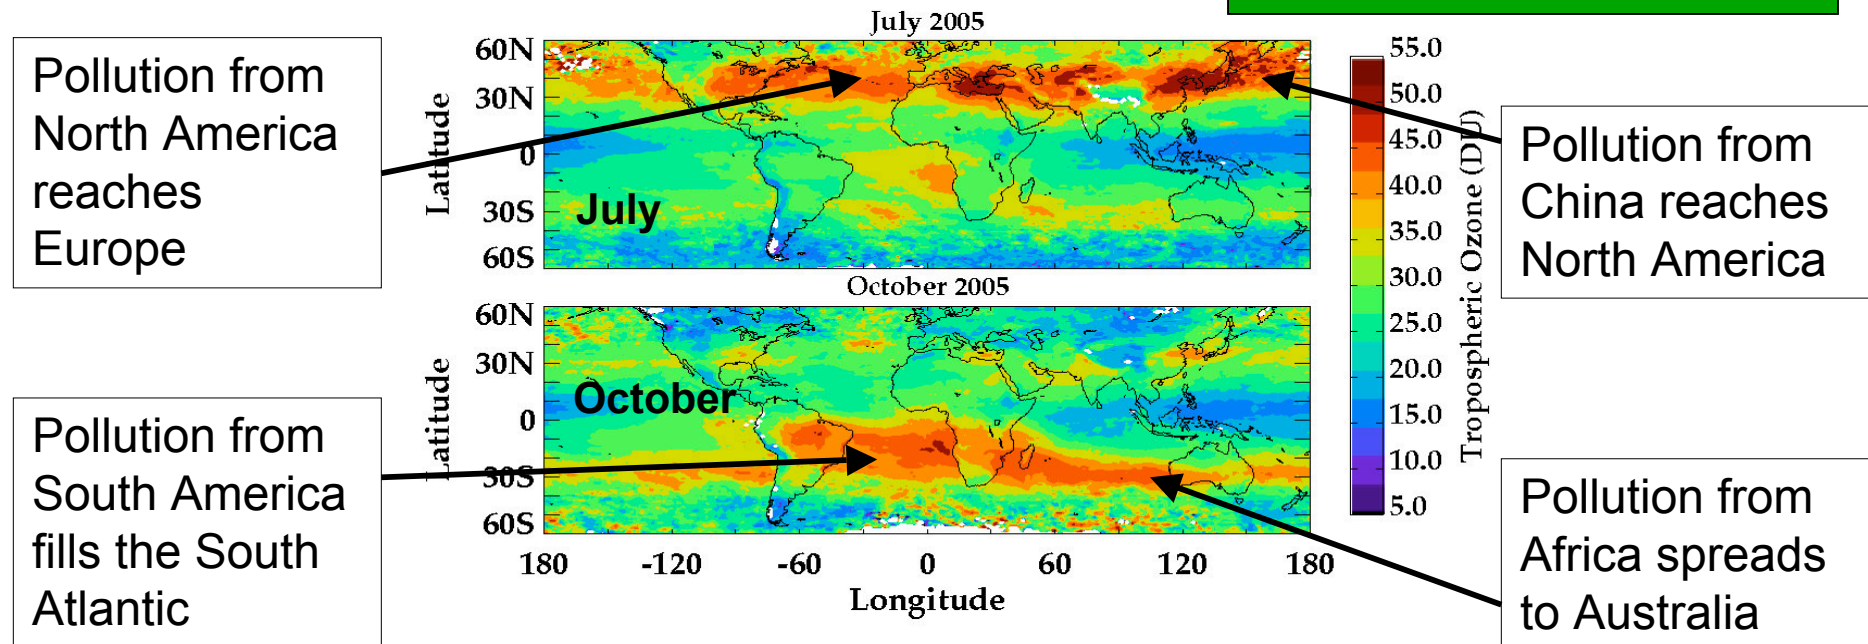 July 2005
Pollution from
North America
reaches
Europe
Latitude
60N
30N
0
30S
60S
July
55.0
50.0
45.0
40.0
35.0
30.0
25.0
20.0
15.0
10.0
5.0
Tropospheric Ozone (DU)
Pollution from
China reaches
North America
October 2005
Latitude
60N
30N
0
30S
60S
October
Pollution from
South America
fills the South
Atlantic
Pollution from
Africa spreads
to Australia
180 -120 -60 0 60 120 180
Longitude